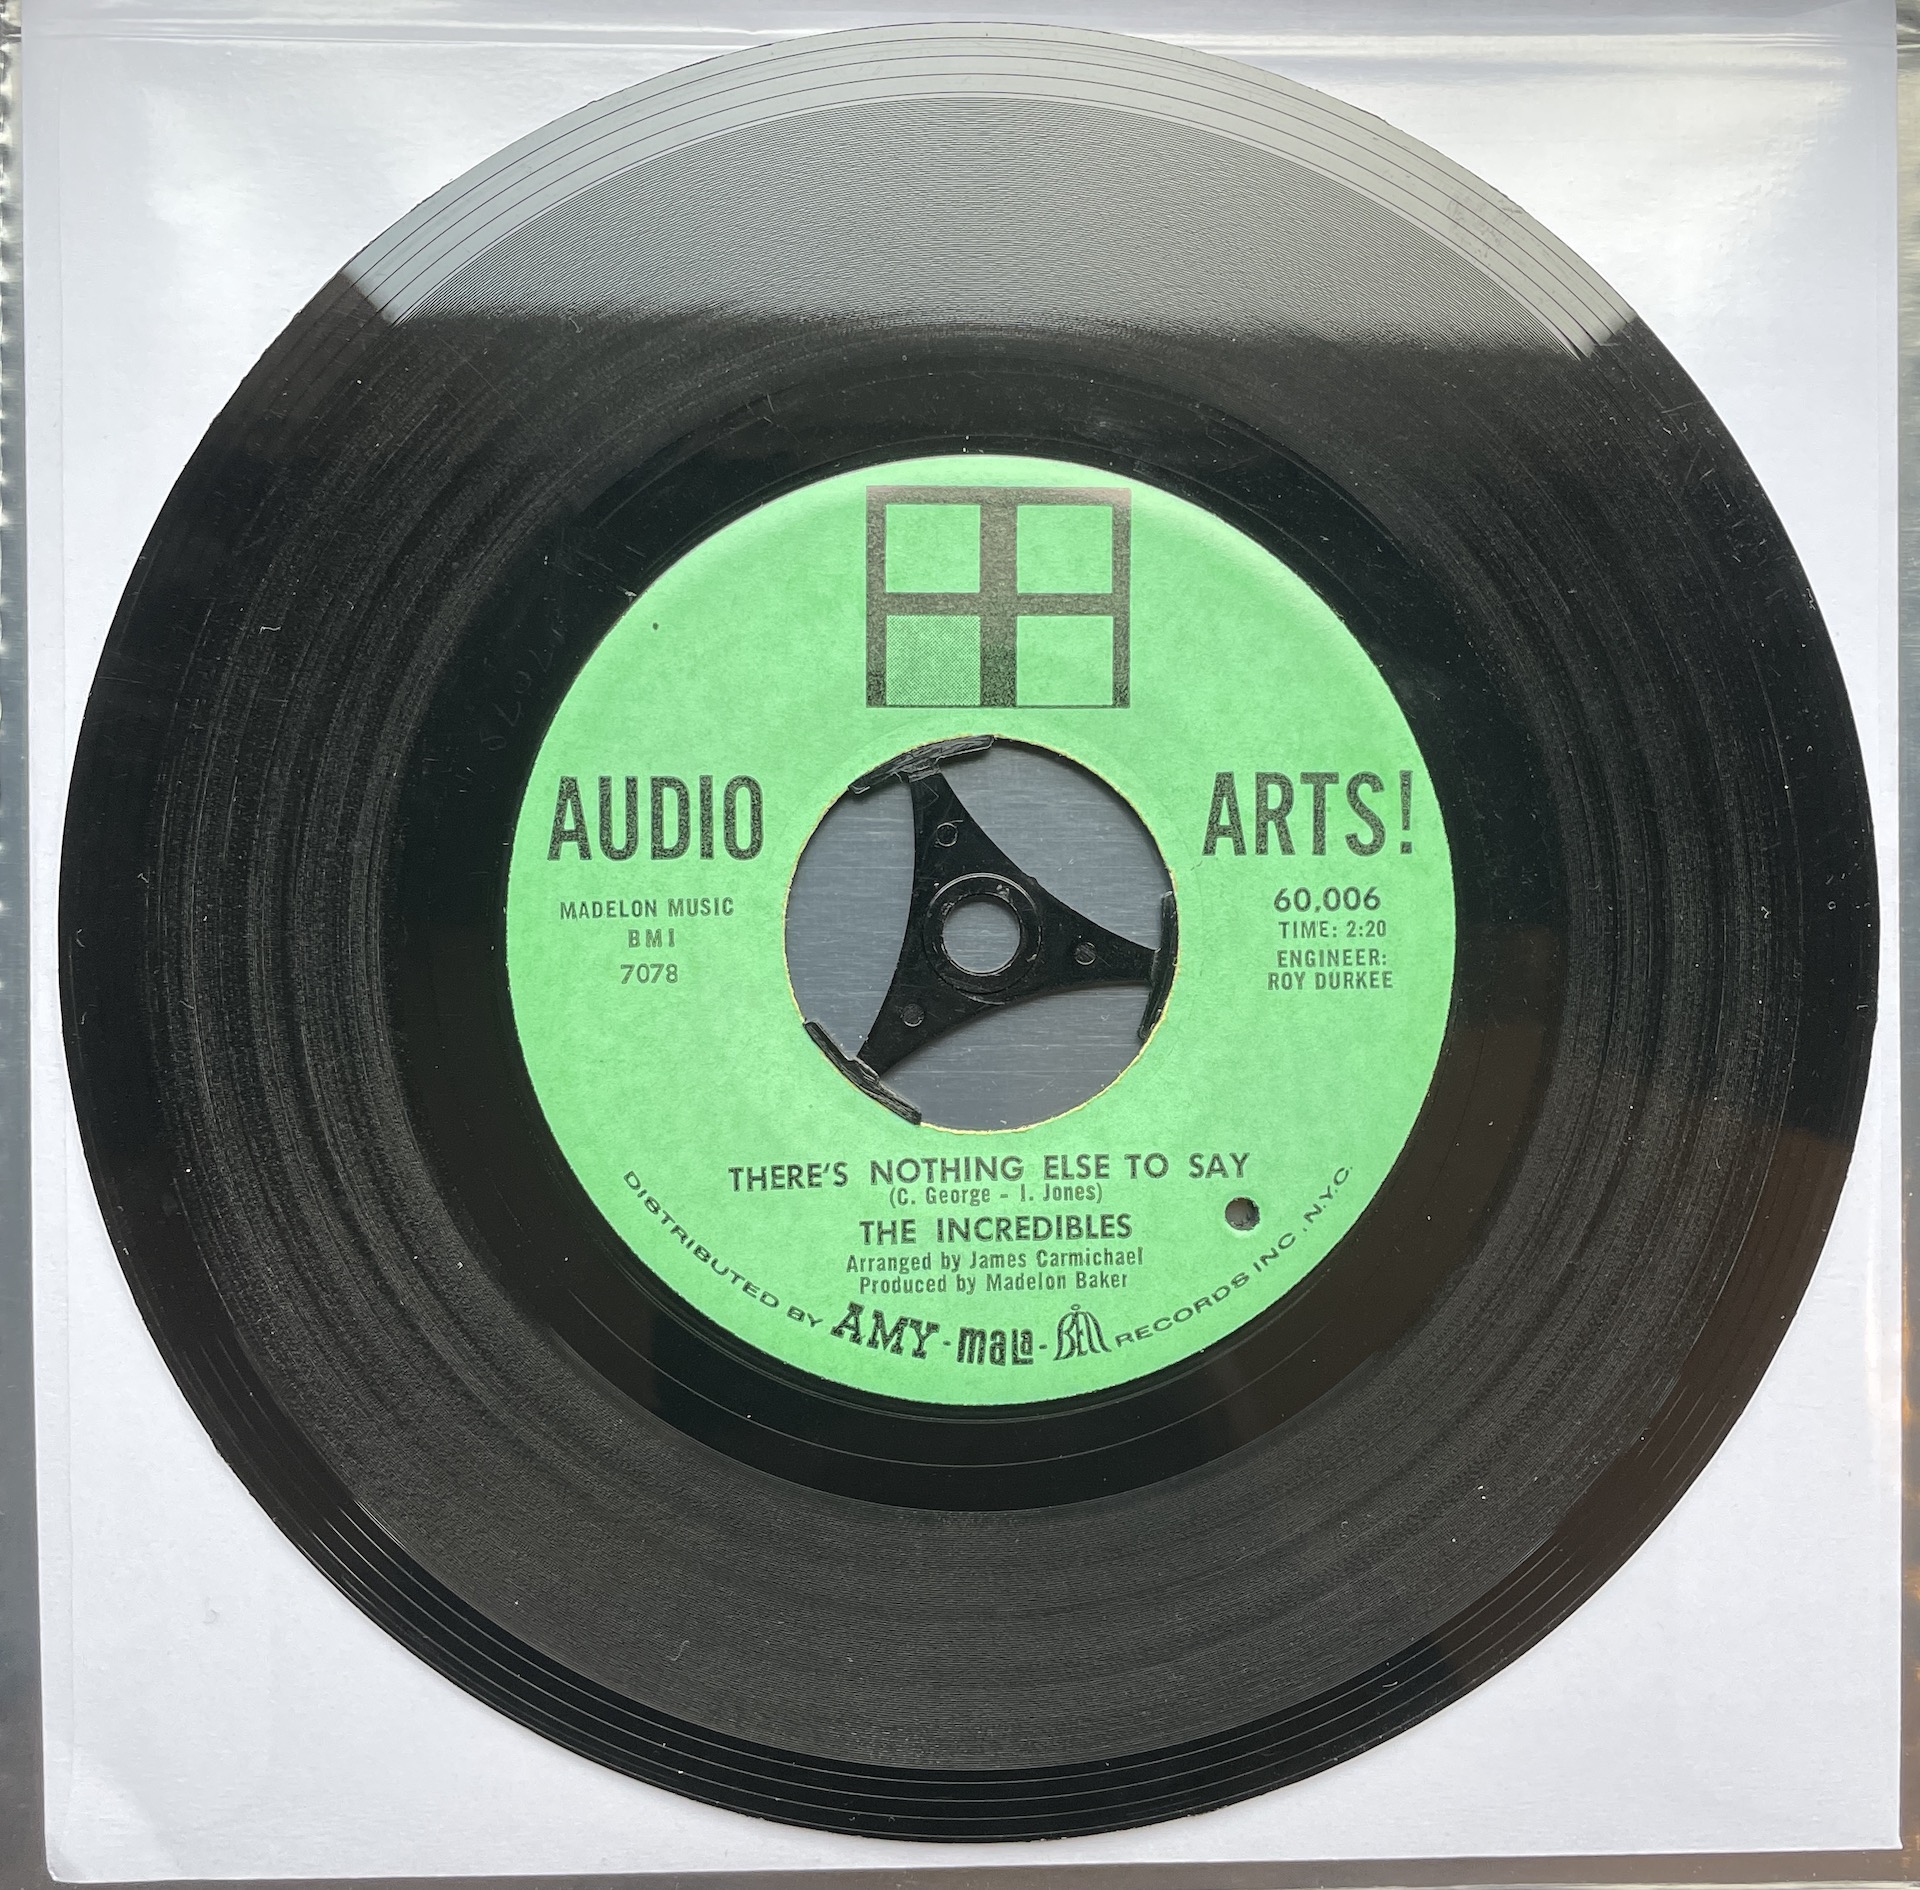 AUDIO ARTS!
MADELON MUSIC
BMI
7078
60,006
TIME: 2:20
ENGINEER:
ROY DURKEE
THERE'S NOTHING ELSE TO SAY
(C. George - I. Jones)
THE INCREDIBLES
Arranged by James Carmichael
Produced by Madelon Baker
DISTRIBUTED BY AMY-mala-BELL RECORDS INC., N.Y.C.